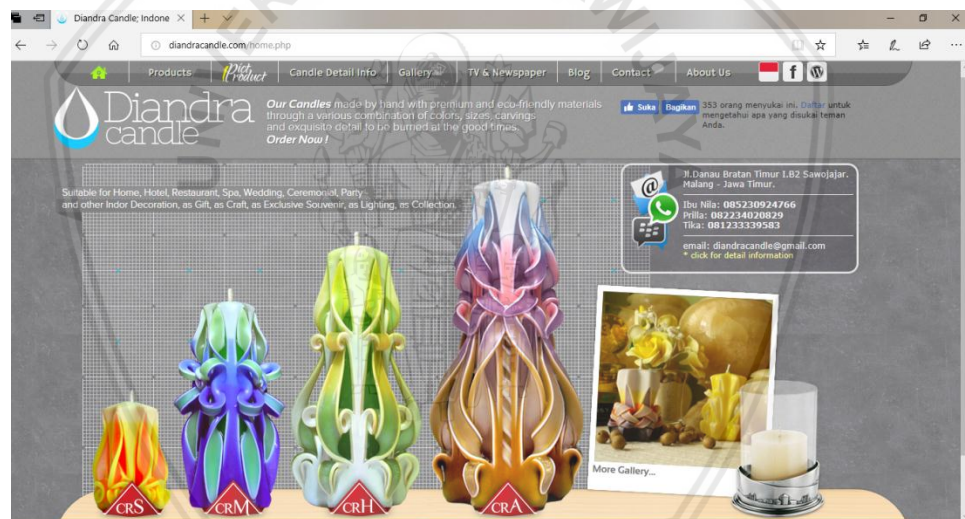 Diandra Candle; Indone
diandracandle.com/home.php
Products
Pict Product
Candle Detail Info
Gallery
TV & Newspaper
Blog
Contact
About Us
Diandra
candle
Our Candles made by hand with premium and eco-friendly materials
through a various combination of colors, sizes, carvings
and exquisite detail to be burned at the good times.
Order Now !
Suka
Bagikan
353 orang menyukai ini. Daftar untuk
mengetahui apa yang disukai teman
Anda.
Suitable for Home, Hotel, Restaurant, Spa, Wedding, Ceremonial, Party
and other Indor Decoration, as Gift, as Craft, as Exclusive Souvenir, as Lighting, as Collection.
Jl.Danau Bratan Timur I.B2 Sawojajar.
Malang - Jawa Timur.
Ibu Nila: 085230924766
Prilla: 082234020829
Tika: 081233339583
email: diandracandle@gmail.com
* click for detail information
More Gallery...
CRS
CRM
CRH
CRA